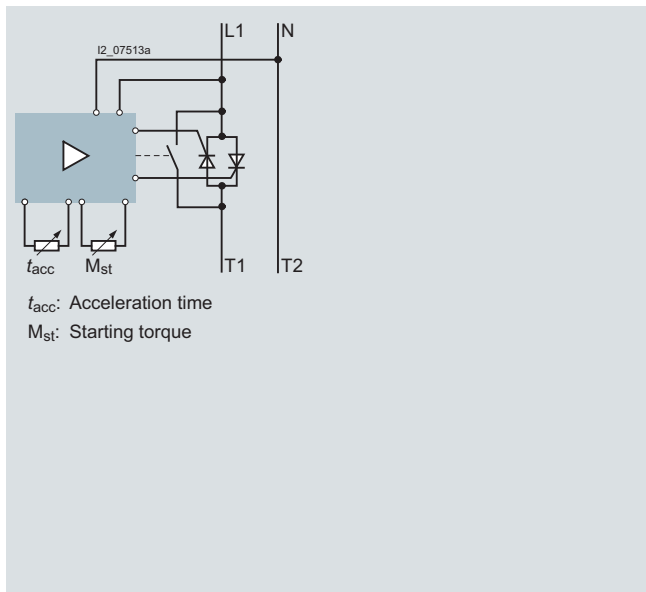 L1 N
I2_07513a
tacc Mst T1 T2
tacc: Acceleration time
Mst: Starting torque